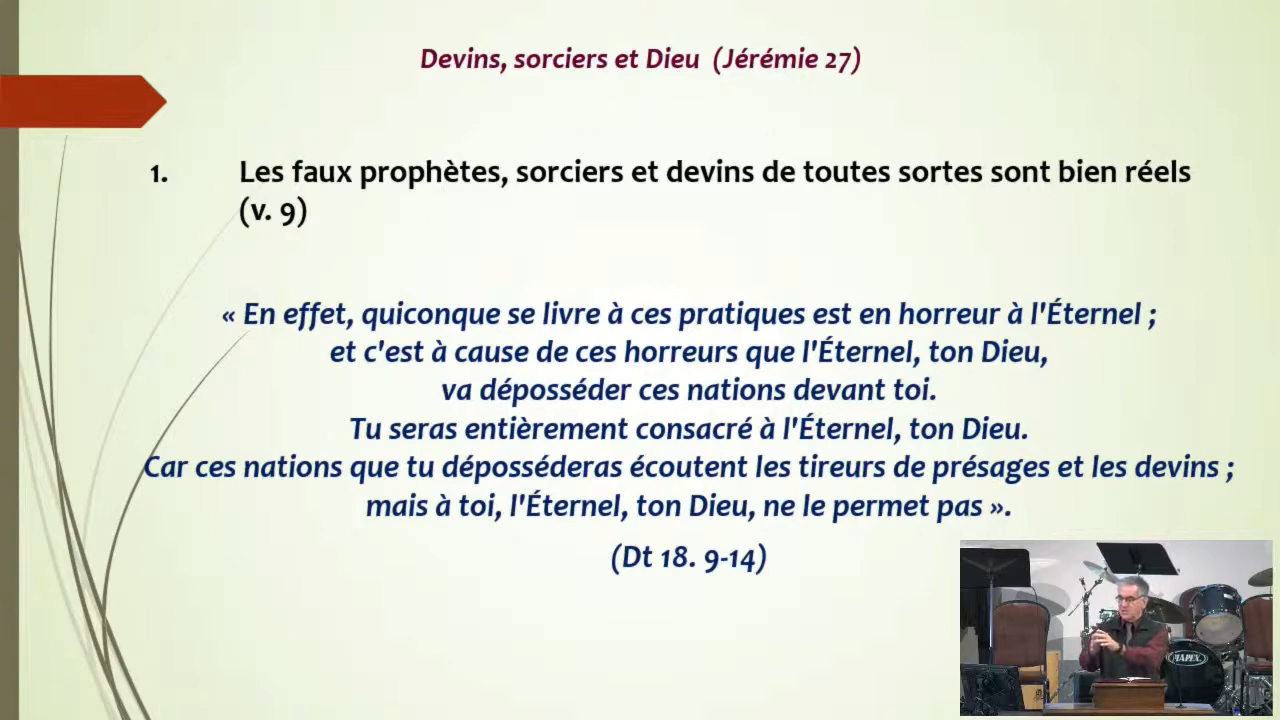 Devins, sorciers et Dieu (Jérémie 27)
1. Les faux prophètes, sorciers et devins de toutes sortes sont bien réels
(v. 9)
« En effet, quiconque se livre à ces pratiques est en horreur à l'Éternel ;
et c'est à cause de ces horreurs que l'Éternel, ton Dieu,
va déposséder ces nations devant toi.
Tu seras entièrement consacré à l'Éternel, ton Dieu.
Car ces nations que tu déposséderas écoutent les tireurs de présages et les devins ;
mais à toi, l'Éternel, ton Dieu, ne le permet pas ».
(Dt 18. 9-14)
MAPEX